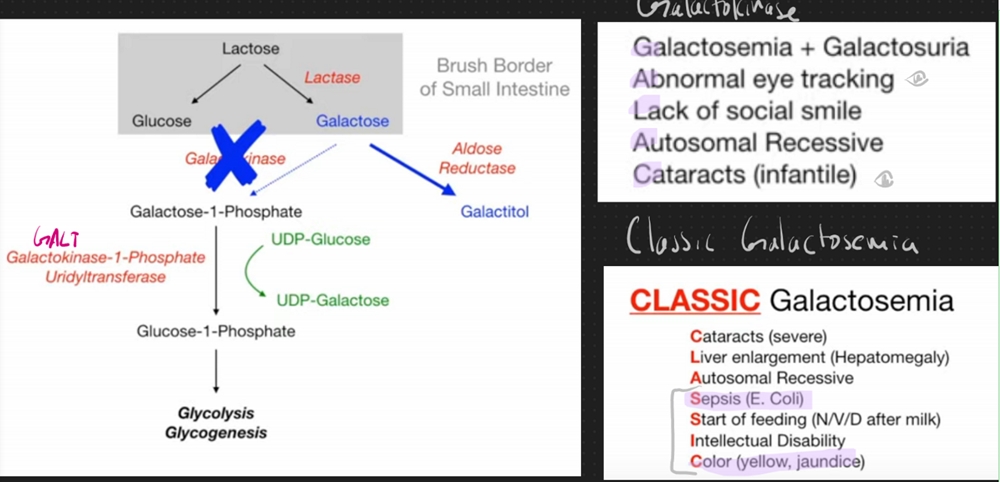 Lactose
Lactase
Brush Border
of Small Intestine
Glucose
Galactose
Aldose
Reductase
Galactose-1-Phosphate
Galactitol
GALT
Galactokinase-1-Phosphate
Uridyltransferase
UDP-Glucose
UDP-Galactose
Glucose-1-Phosphate
Glycolysis
Glycogenesis
Galactokinase
Galactosemia + Galactosuria
Abnormal eye tracking
Lack of social smile
Autosomal Recessive
Cataracts (infantile)
Classic Galactosemia
CLASSIC Galactosemia
Cataracts (severe)
Liver enlargement (Hepatomegaly)
Autosomal Recessive
Sepsis (E. Coli)
Start of feeding (N/V/D after milk)
Intellectual Disability
Color (yellow, jaundice)